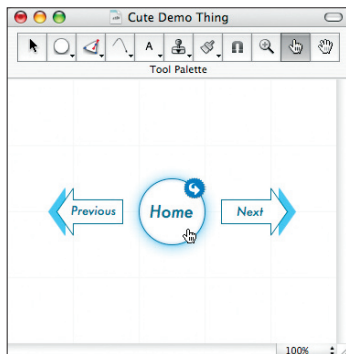 Cute Demo Thing
A
Tool Palette
Previous
Home
Next
100%